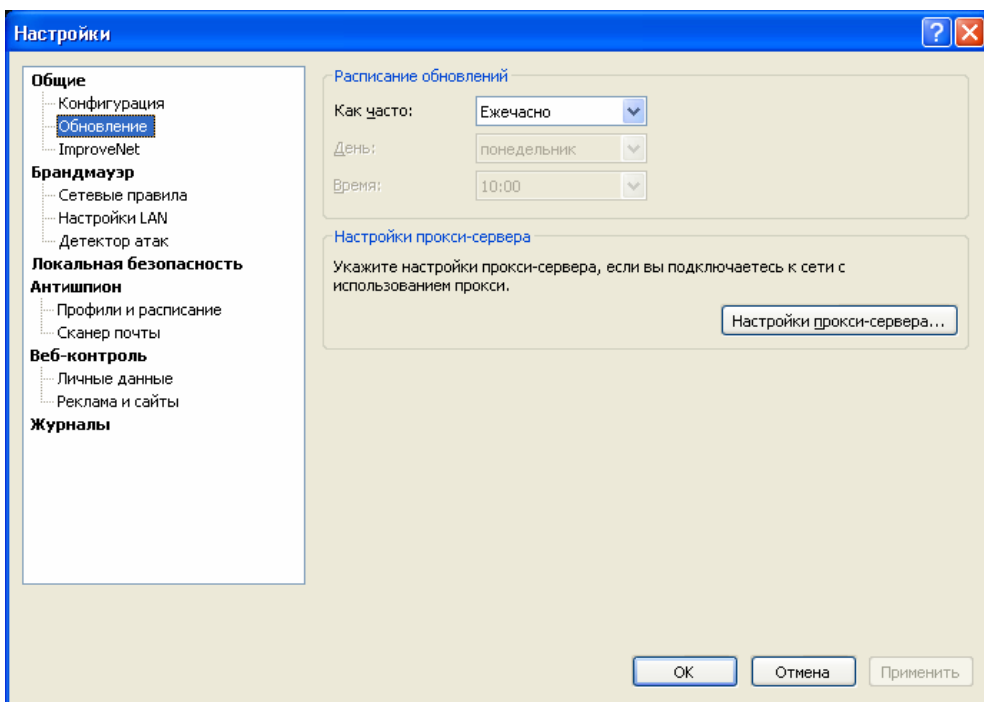 Настройки
Общие
Конфигурация
Обновление
ImproveNet
Брандмауэр
Сетевые правила
Настройки LAN
Детектор атак
Локальная безопасность
Антишпион
Профили и расписание
Сканер почты
Веб-контроль
Личные данные
Реклама и сайты
Журналы
Расписание обновлений
Как часто: Ежечасно
День: понедельник
Время: 10:00
Настройки прокси-сервера
Укажите настройки прокси-сервера, если вы подключаетесь к сети с
использованием прокси.
Настройки прокси-сервера...
ОК Отмена Применить